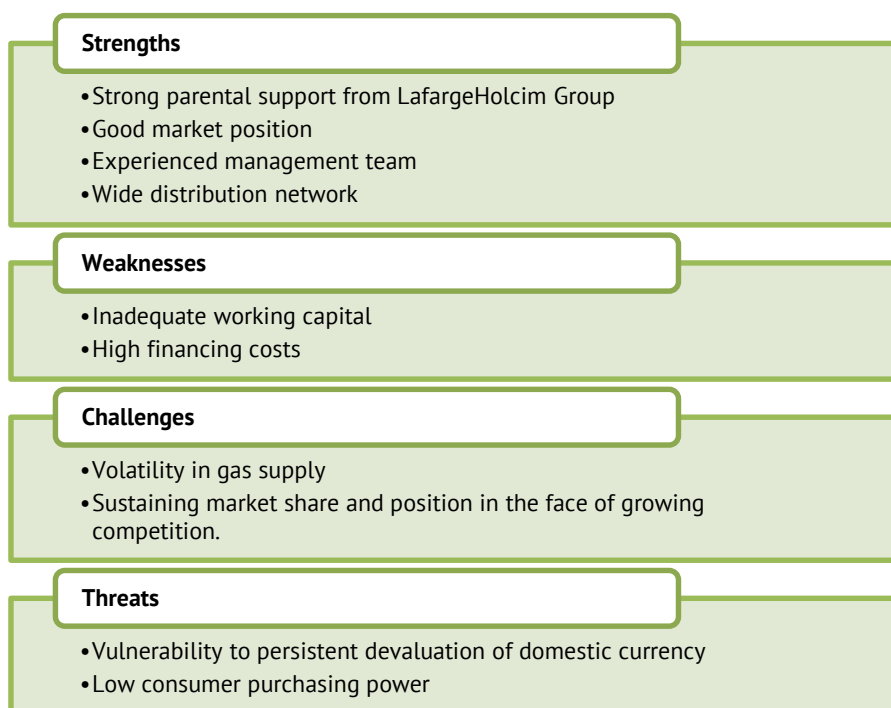 Strengths
•Strong parental support from LafargeHolcim Group
•Good market position
•Experienced management team
•Wide distribution network
Weaknesses
•Inadequate working capital
•High financing costs
Challenges
•Volatility in gas supply
•Sustaining market share and position in the face of growing
competition.
Threats
•Vulnerability to persistent devaluation of domestic currency
•Low consumer purchasing power